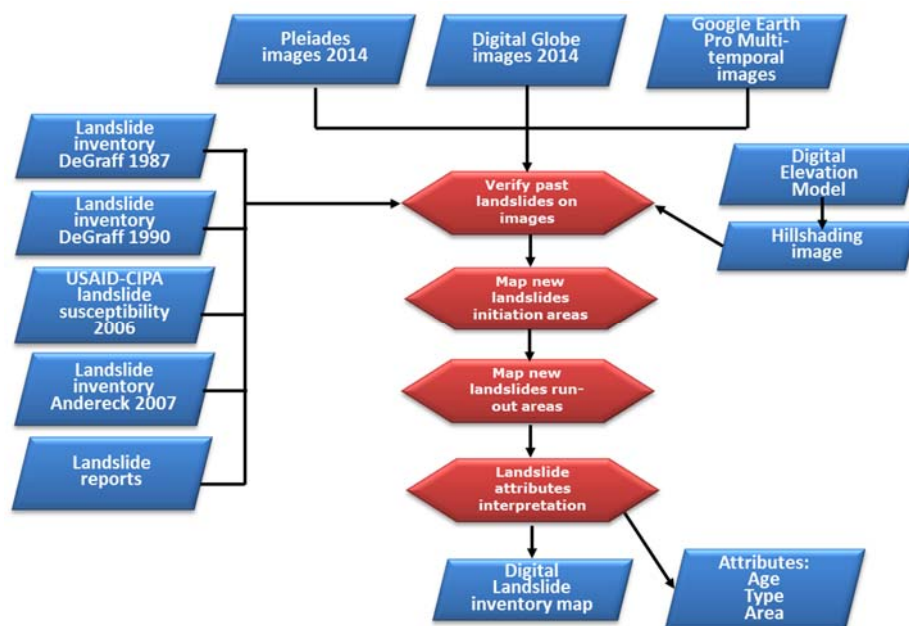 Pleiades
images 2014
Digital Globe
images 2014
Google Earth
Pro Multi-
temporal
images
Landslide
inventory
DeGraff 1987
Landslide
inventory
DeGraff 1990
USAID-CIPA
landslide
susceptibility
2006
Landslide
inventory
Andereck 2007
Landslide
reports
Verify past
landslides on
images
Digital
Elevation
Model
Hillshading
image
Map new
landslides
initiation areas
Map new
landslides run-
out areas
Landslide
attributes
interpretation
Digital
Landslide
inventory map
Attributes:
Age
Type
Area